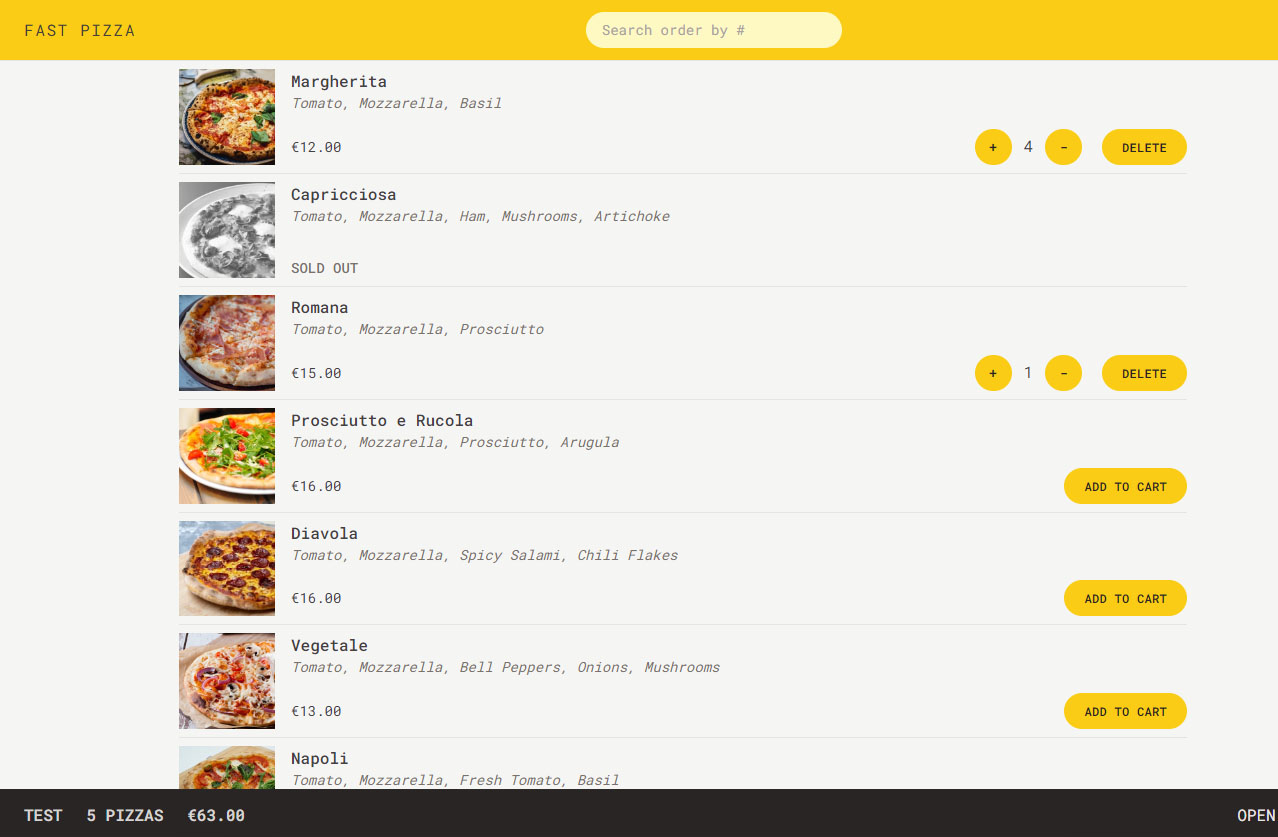 FAST PIZZA
Search order by #
Margherita
Tomato, Mozzarella, Basil
€12.00
+ 4 - DELETE
Capricciosa
Tomato, Mozzarella, Ham, Mushrooms, Artichoke
SOLD OUT
Romana
Tomato, Mozzarella, Prosciutto
€15.00
+ 1 - DELETE
Prosciutto e Rucola
Tomato, Mozzarella, Prosciutto, Arugula
€16.00
ADD TO CART
Diavola
Tomato, Mozzarella, Spicy Salami, Chili Flakes
€16.00
ADD TO CART
Vegetale
Tomato, Mozzarella, Bell Peppers, Onions, Mushrooms
€13.00
ADD TO CART
Napoli
Tomato, Mozzarella, Fresh Tomato, Basil
TEST 5 PIZZAS €63.00
OPEN